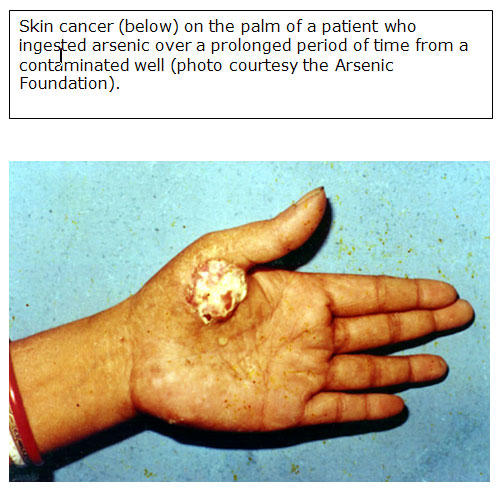 Skin cancer (below) on the palm of a patient who
ingested arsenic over a prolonged period of time from a
contaminated well (photo courtesy the Arsenic
Foundation).